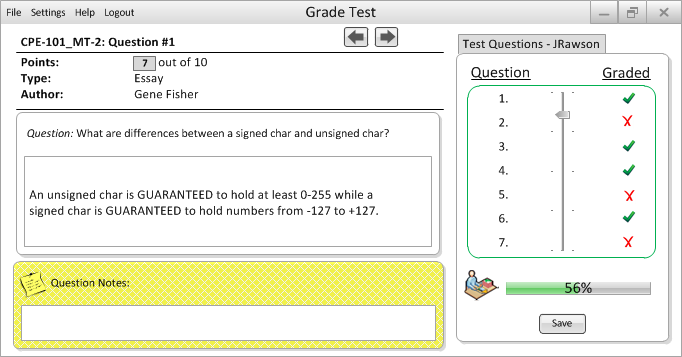 File Settings Help Logout
Grade Test
CPE-101_MT-2: Question #1
Points: 7 out of 10
Type: Essay
Author: Gene Fisher
Question: What are differences between a signed char and unsigned char?
An unsigned char is GUARANTEED to hold at least 0-255 while a
signed char is GUARANTEED to hold numbers from -127 to +127.
Question Notes:
Test Questions - JRawson
Question Graded
1.
2.
3.
4.
5.
6.
7.
56%
Save